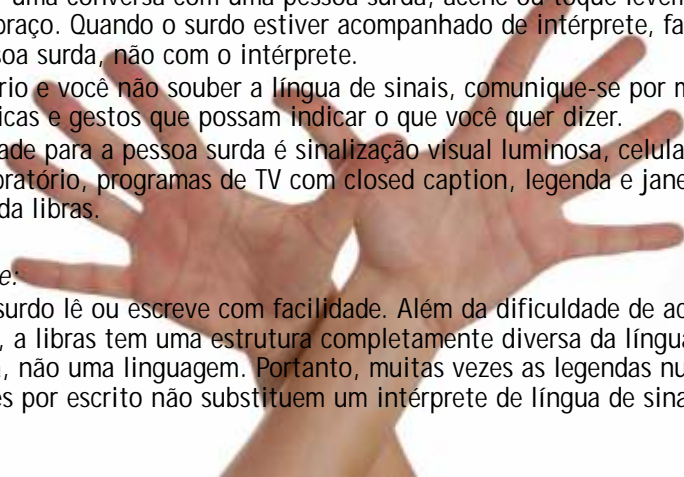 uma conversa com uma pessoa surda, acene ou toque levem
braço. Quando o surdo estiver acompanhado de intérprete, fa
soa surda, não com o intérprete.
rio e você não souber a língua de sinais, comunique-se por m
icas e gestos que possam indicar o que você quer dizer.
ade para a pessoa surda é sinalização visual luminosa, celula
oratório, programas de TV com closed caption, legenda e jane
da libras.
e:
surdo lê ou escreve com facilidade. Além da dificuldade de ac
, a libras tem uma estrutura completamente diversa da língua
, não uma linguagem. Portanto, muitas vezes as legendas nu
es por escrito não substituem um intérprete de língua de sina